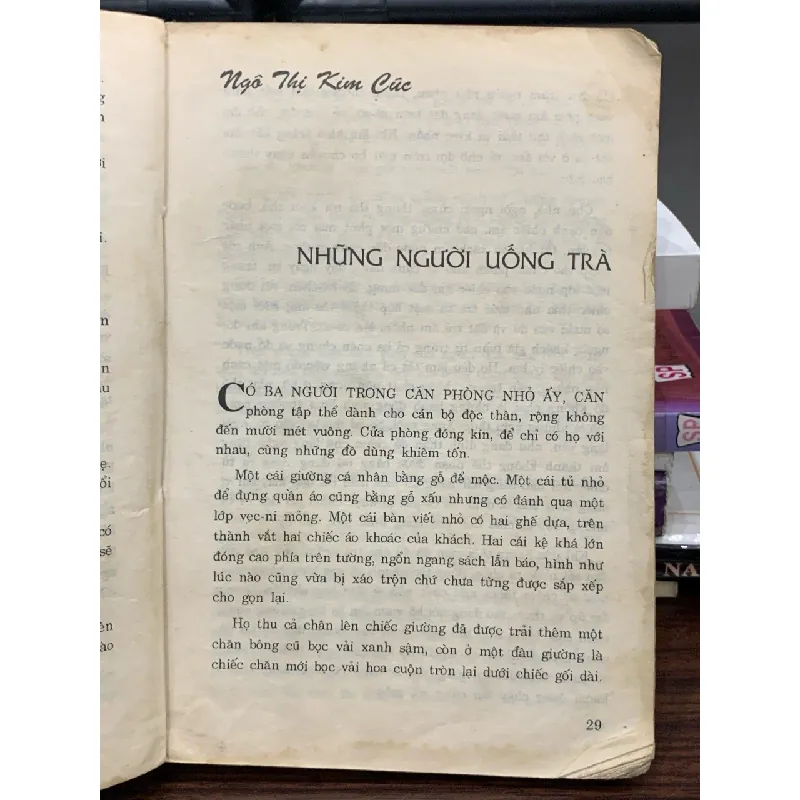 Ngô Thị Kim Cúc
NHỮNG NGƯỜI UỐNG TRÀ
CÓ BA NGƯỜI TRONG CĂN PHÒNG NHỎ ẤY, CĂN
phòng tập thể dành cho cán bộ độc thân, rộng không
đến mười mét vuông. Cửa phòng đóng kín, để chỉ có họ với
nhau, cùng những đồ dùng khiêm tốn.
Một cái giường cá nhân bằng gỗ để mộc. Một cái tủ nhỏ
để đựng quần áo cũng bằng gỗ xấu nhưng có đánh qua một
lớp vẹc-ni mỏng. Một cái bàn viết nhỏ có hai ghế dựa, trên
thành vắt hai chiếc áo khoác của khách. Hai cái kệ khá lớn
đóng cao phía trên tường, ngổn ngang sách lẫn báo, hình như
lúc nào cũng vừa bị xáo trộn chứ chưa từng được sắp xếp
cho gọn lại.
Họ thu cả chân lên chiếc giường đã được trải thêm một
chăn bông cũ bọc vải xanh sậm, còn ở một đầu giường là
chiếc chăn mới bọc vải hoa cuộn tròn lại dưới chiếc gối dài.
29
SP
SP
NA